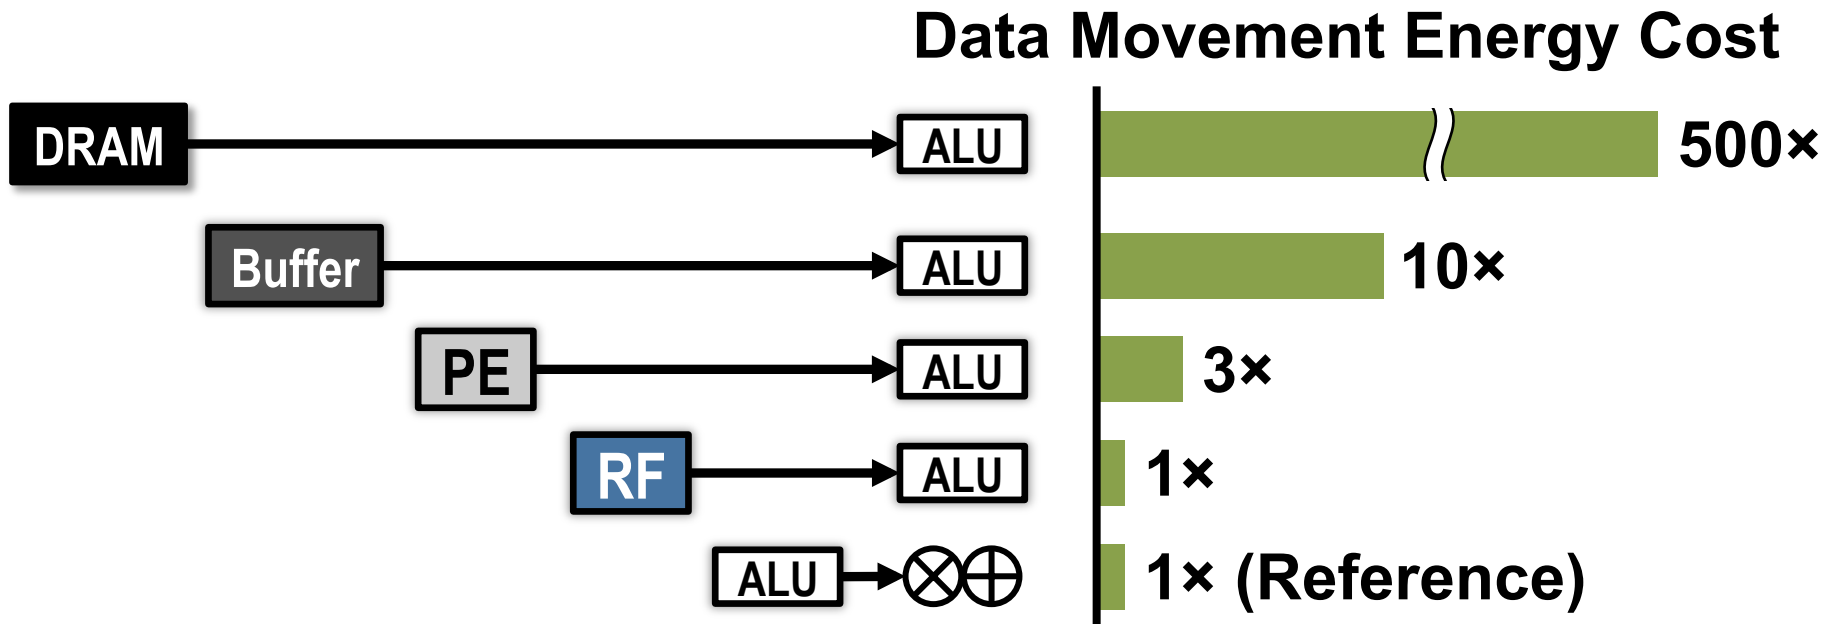 Data Movement Energy Cost
DRAM ALU 500×
Buffer ALU 10×
PE ALU 3×
RF ALU 1×
ALU 1× (Reference)